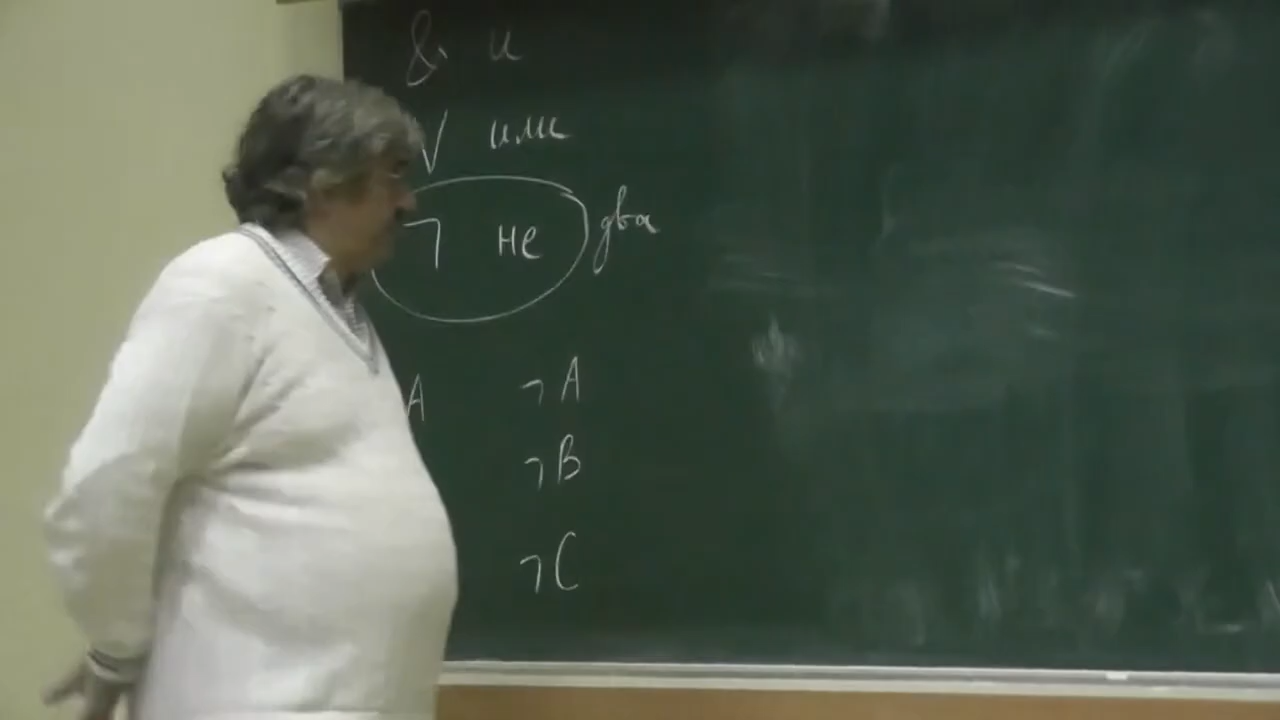 & и
∨ или
¬ не два
A ¬A
¬B
¬C